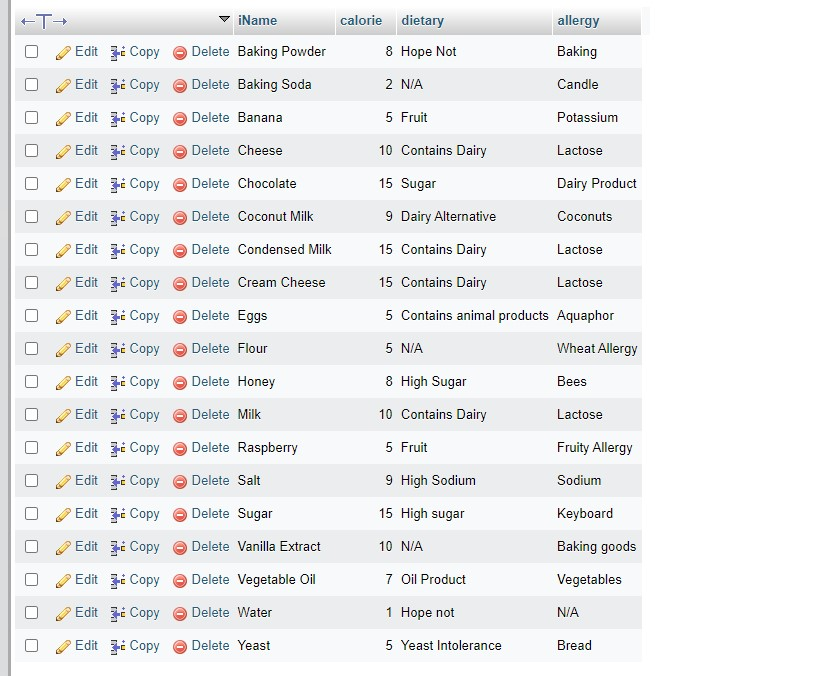 ←T→ iName calorie dietary allergy
Edit Copy Delete Baking Powder 8 Hope Not Baking
Edit Copy Delete Baking Soda 2 N/A Candle
Edit Copy Delete Banana 5 Fruit Potassium
Edit Copy Delete Cheese 10 Contains Dairy Lactose
Edit Copy Delete Chocolate 15 Sugar Dairy Product
Edit Copy Delete Coconut Milk 9 Dairy Alternative Coconuts
Edit Copy Delete Condensed Milk 15 Contains Dairy Lactose
Edit Copy Delete Cream Cheese 15 Contains Dairy Lactose
Edit Copy Delete Eggs 5 Contains animal products Aquaphor
Edit Copy Delete Flour 5 N/A Wheat Allergy
Edit Copy Delete Honey 8 High Sugar Bees
Edit Copy Delete Milk 10 Contains Dairy Lactose
Edit Copy Delete Raspberry 5 Fruit Fruity Allergy
Edit Copy Delete Salt 9 High Sodium Sodium
Edit Copy Delete Sugar 15 High sugar Keyboard
Edit Copy Delete Vanilla Extract 10 N/A Baking goods
Edit Copy Delete Vegetable Oil 7 Oil Product Vegetables
Edit Copy Delete Water 1 Hope not N/A
Edit Copy Delete Yeast 5 Yeast Intolerance Bread